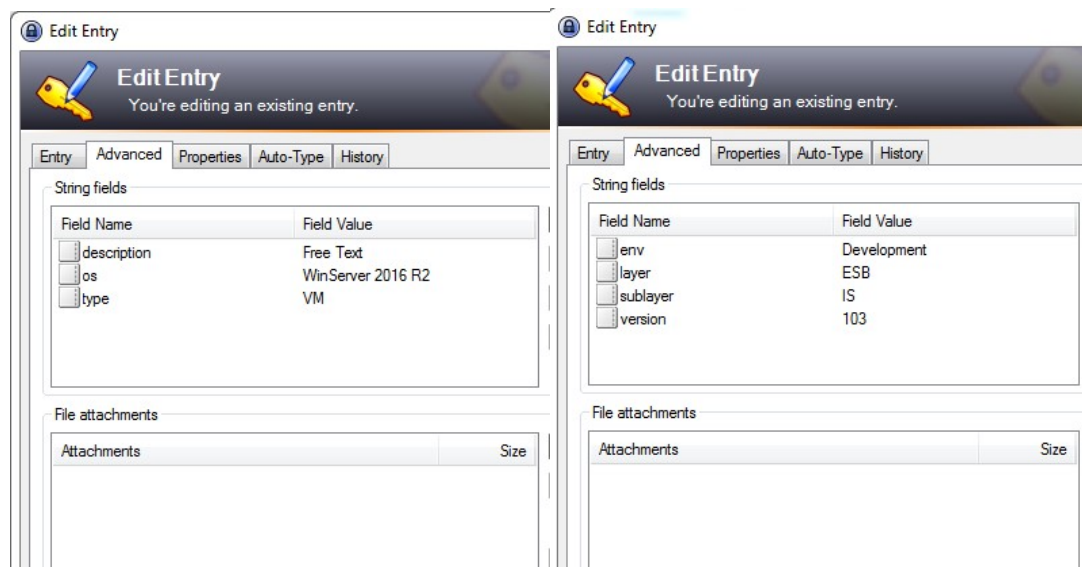 Edit Entry
Edit Entry
You're editing an existing entry.
Entry Advanced Properties Auto-Type History
String fields
Field Name Field Value
description Free Text
os WinServer 2016 R2
type VM
File attachments
Attachments Size
Edit Entry
Edit Entry
You're editing an existing entry.
Entry Advanced Properties Auto-Type History
String fields
Field Name Field Value
env Development
layer ESB
sublayer IS
version 103
File attachments
Attachments Size